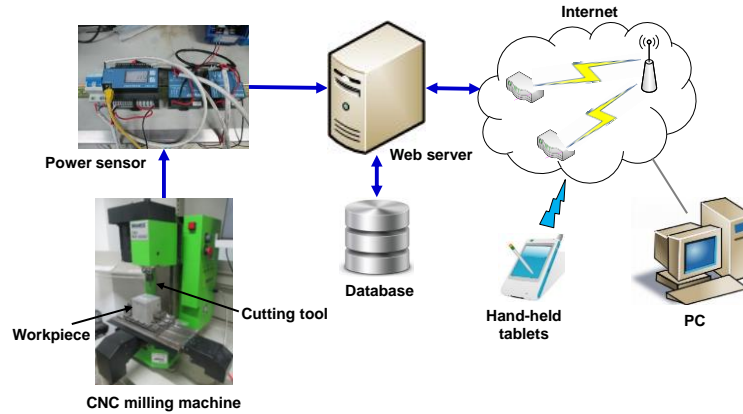 Internet
Power sensor
Web server
Database
Cutting tool
Workpiece
Hand-held
tablets
PC
CNC milling machine